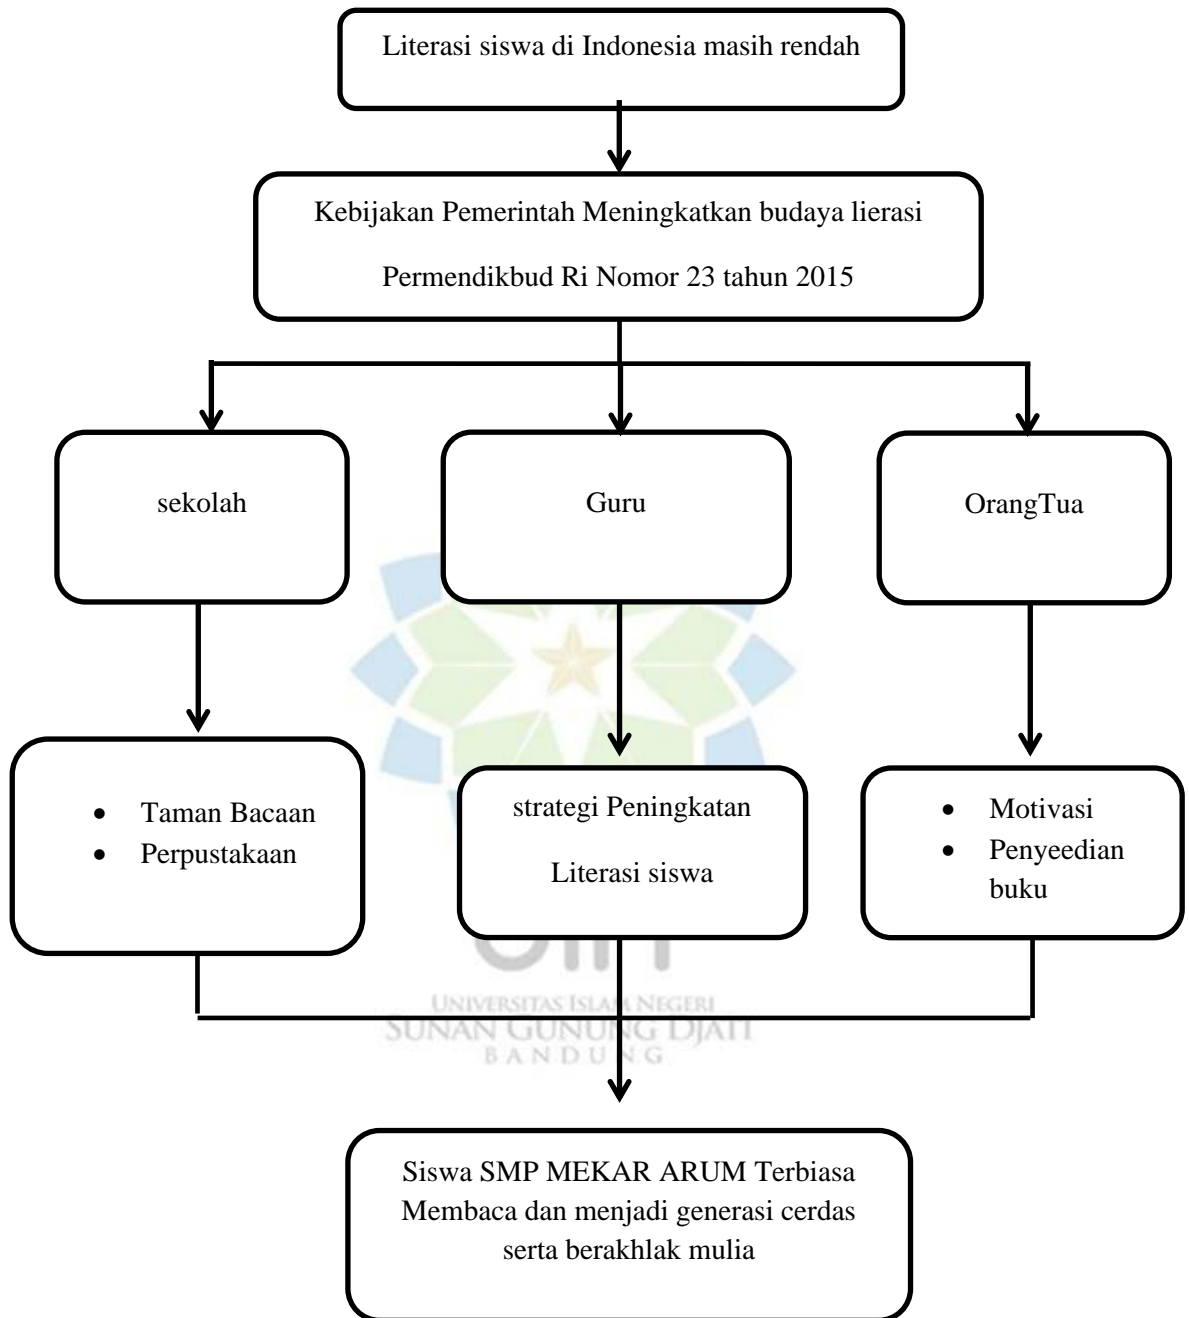 Literasi siswa di Indonesia masih rendah
Kebijakan Pemerintah Meningkatkan budaya lierasi
Permendikbud Ri Nomor 23 tahun 2015
sekolah
Guru
OrangTua
• Taman Bacaan
• Perpustakaan
strategi Peningkatan
Literasi siswa
• Motivasi
• Penyeedian
buku
UNIVERSITAS ISLAM NEGERI
SUNAN GUNUNG DJATI
BANDUNG
Siswa SMP MEKAR ARUM Terbiasa
Membaca dan menjadi generasi cerdas
serta berakhlak mulia